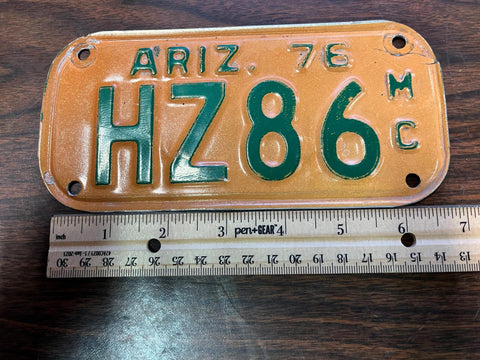 ARIZ. 76
HZ86
M
C
inch 1 2 3 pen+GEAR 4 5 6 7
30 29 28 27 26 25 24 23 22 21 20 19 18 17 16 15 14 13